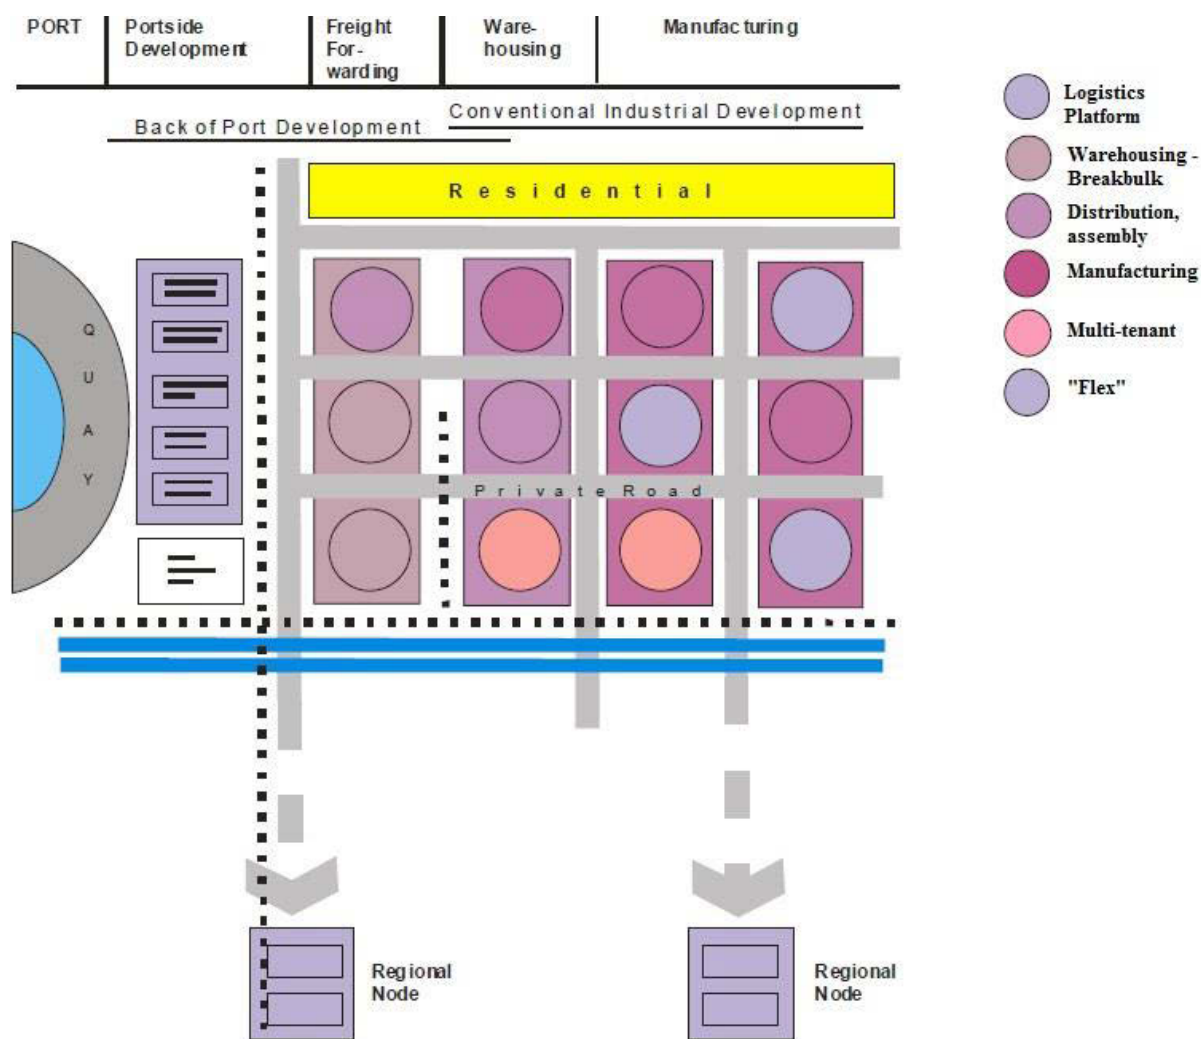 PORT
Portside
Development
Freight
For-
warding
Ware-
housing
Manufacturing
Back of Port Development
Conventional Industrial Development
Residential
QUAY
Private Road
Regional
Node
Regional
Node
Logistics
Platform
Warehousing -
Breakbulk
Distribution,
assembly
Manufacturing
Multi-tenant
"Flex"